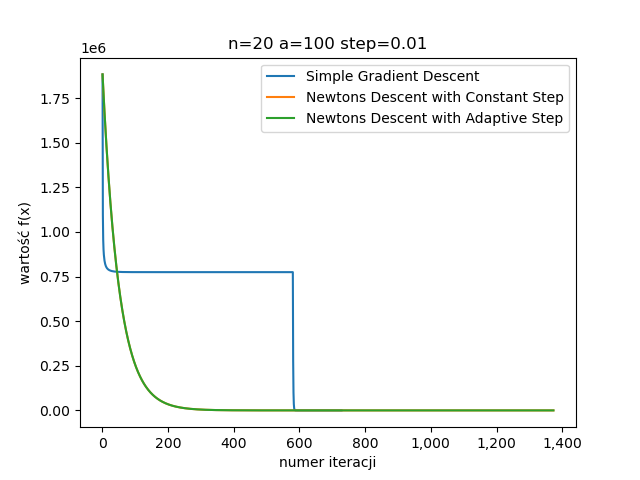 n=20 a=100 step=0.01
1e6
Simple Gradient Descent
Newtons Descent with Constant Step
Newtons Descent with Adaptive Step
1.75
1.50
1.25
1.00
0.75
0.50
0.25
0.00
wartość f(x)
0 200 400 600 800 1,000 1,200 1,400
numer iteracji